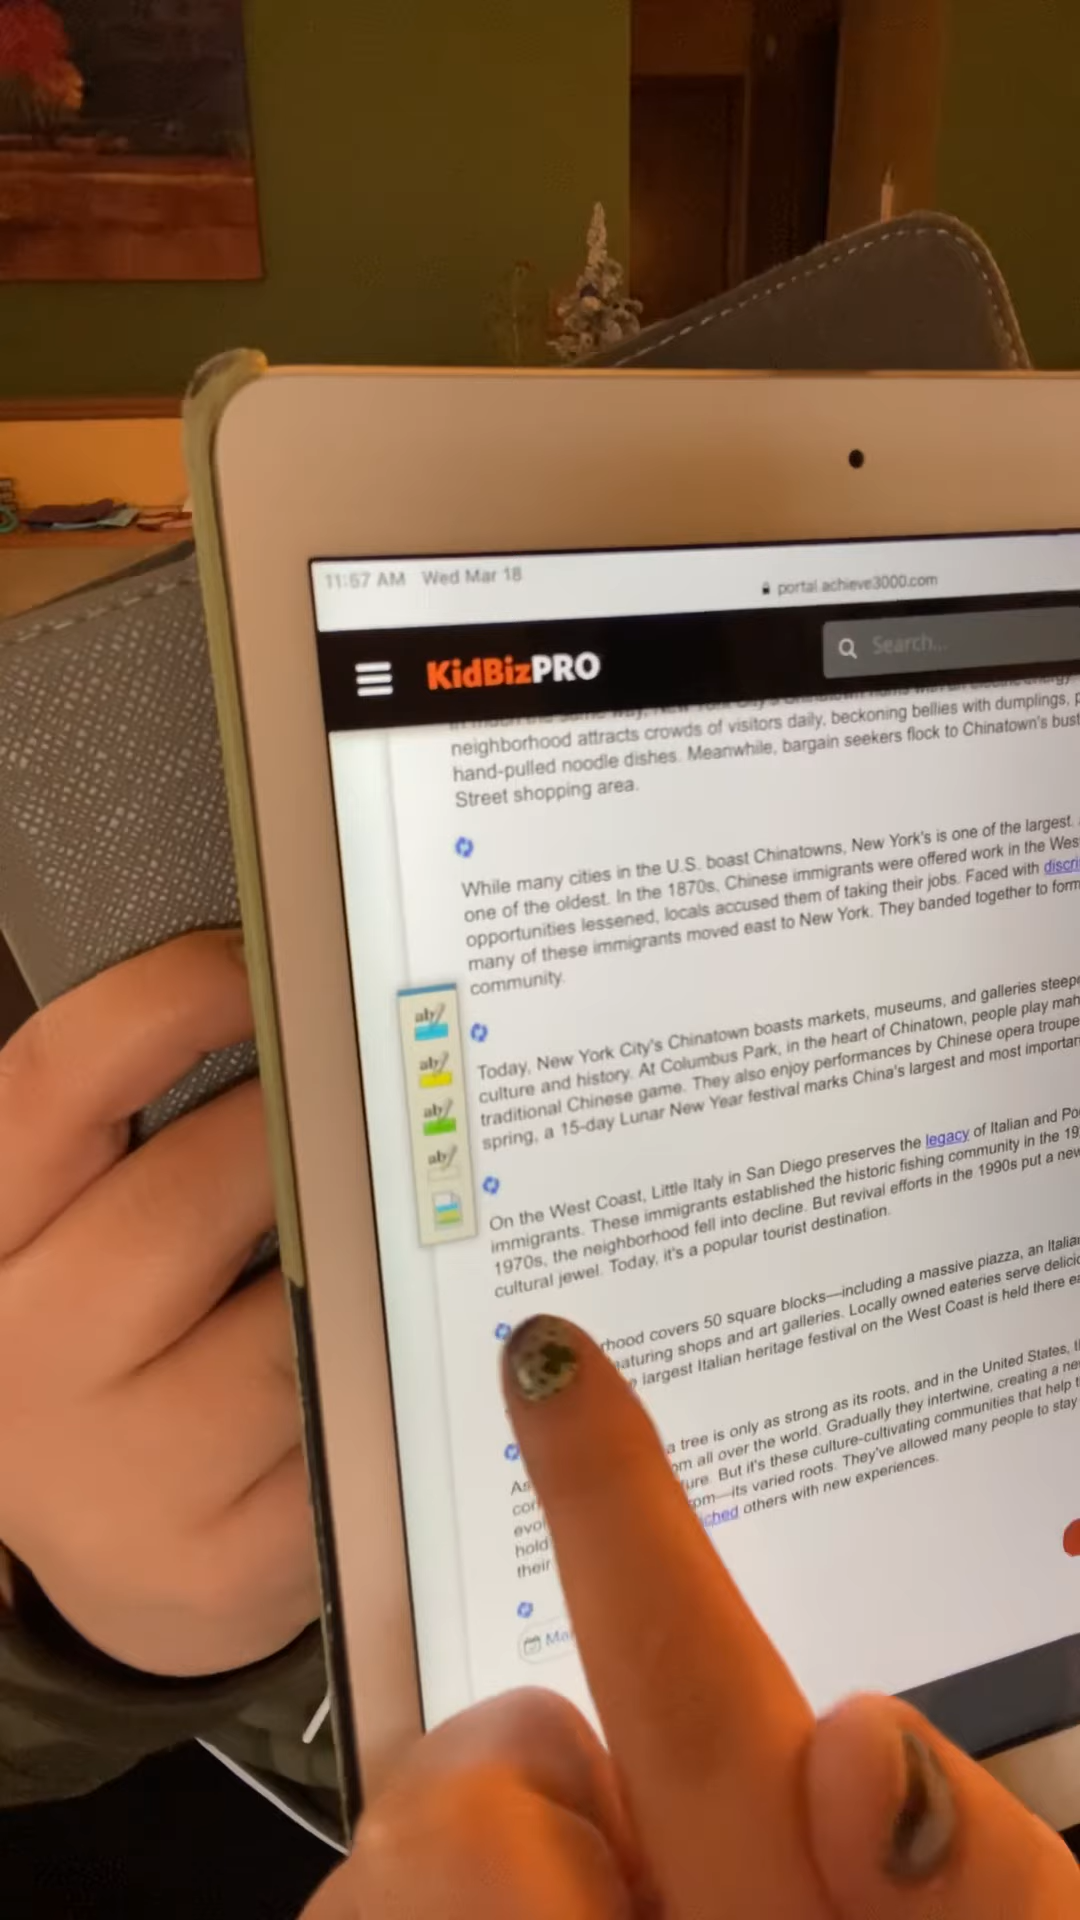 11:57 AM Wed Mar 18
portal.achieve3000.com
KidBizPRO
Search...
neighborhood attracts crowds of visitors daily, beckoning bellies with dumplings,
hand-pulled noodle dishes. Meanwhile, bargain seekers flock to Chinatown's
Street shopping area.
While many cities in the U.S. boast Chinatowns, New York's is one of the largest.
one of the oldest. In the 1870s, Chinese immigrants were offered work in the
opportunities lessened, locals accused them of taking their jobs. Faced with
many of these immigrants moved east to New York. They banded together to form
community.
ab
Today, New York City's Chinatown boasts markets, museums, and galleries
culture and history. At Columbus Park, in the heart of Chinatown, people play
ab
traditional Chinese game. They also enjoy performances by Chinese opera
ab
spring, a 15-day Lunar New Year festival marks China's largest and most
ab
On the West Coast, Little Italy in San Diego preserves the legacy of Italian and
immigrants. These immigrants established the historic fishing community in the
1970s, the neighborhood fell into decline. But revival efforts in the 1990s put a
cultural jewel. Today, it's a popular tourist destination.
covers 50 square blocks—including a massive piazza, an
shops and art galleries. Locally owned eateries serve
largest Italian heritage festival on the West Coast is held there
a tree is only as strong as its roots, and in the United States,
all over the world. Gradually they intertwine, creating a
But it's these culture-cultivating communities that help
its varied roots. They've allowed many people to stay
others with new experiences.
hold
their